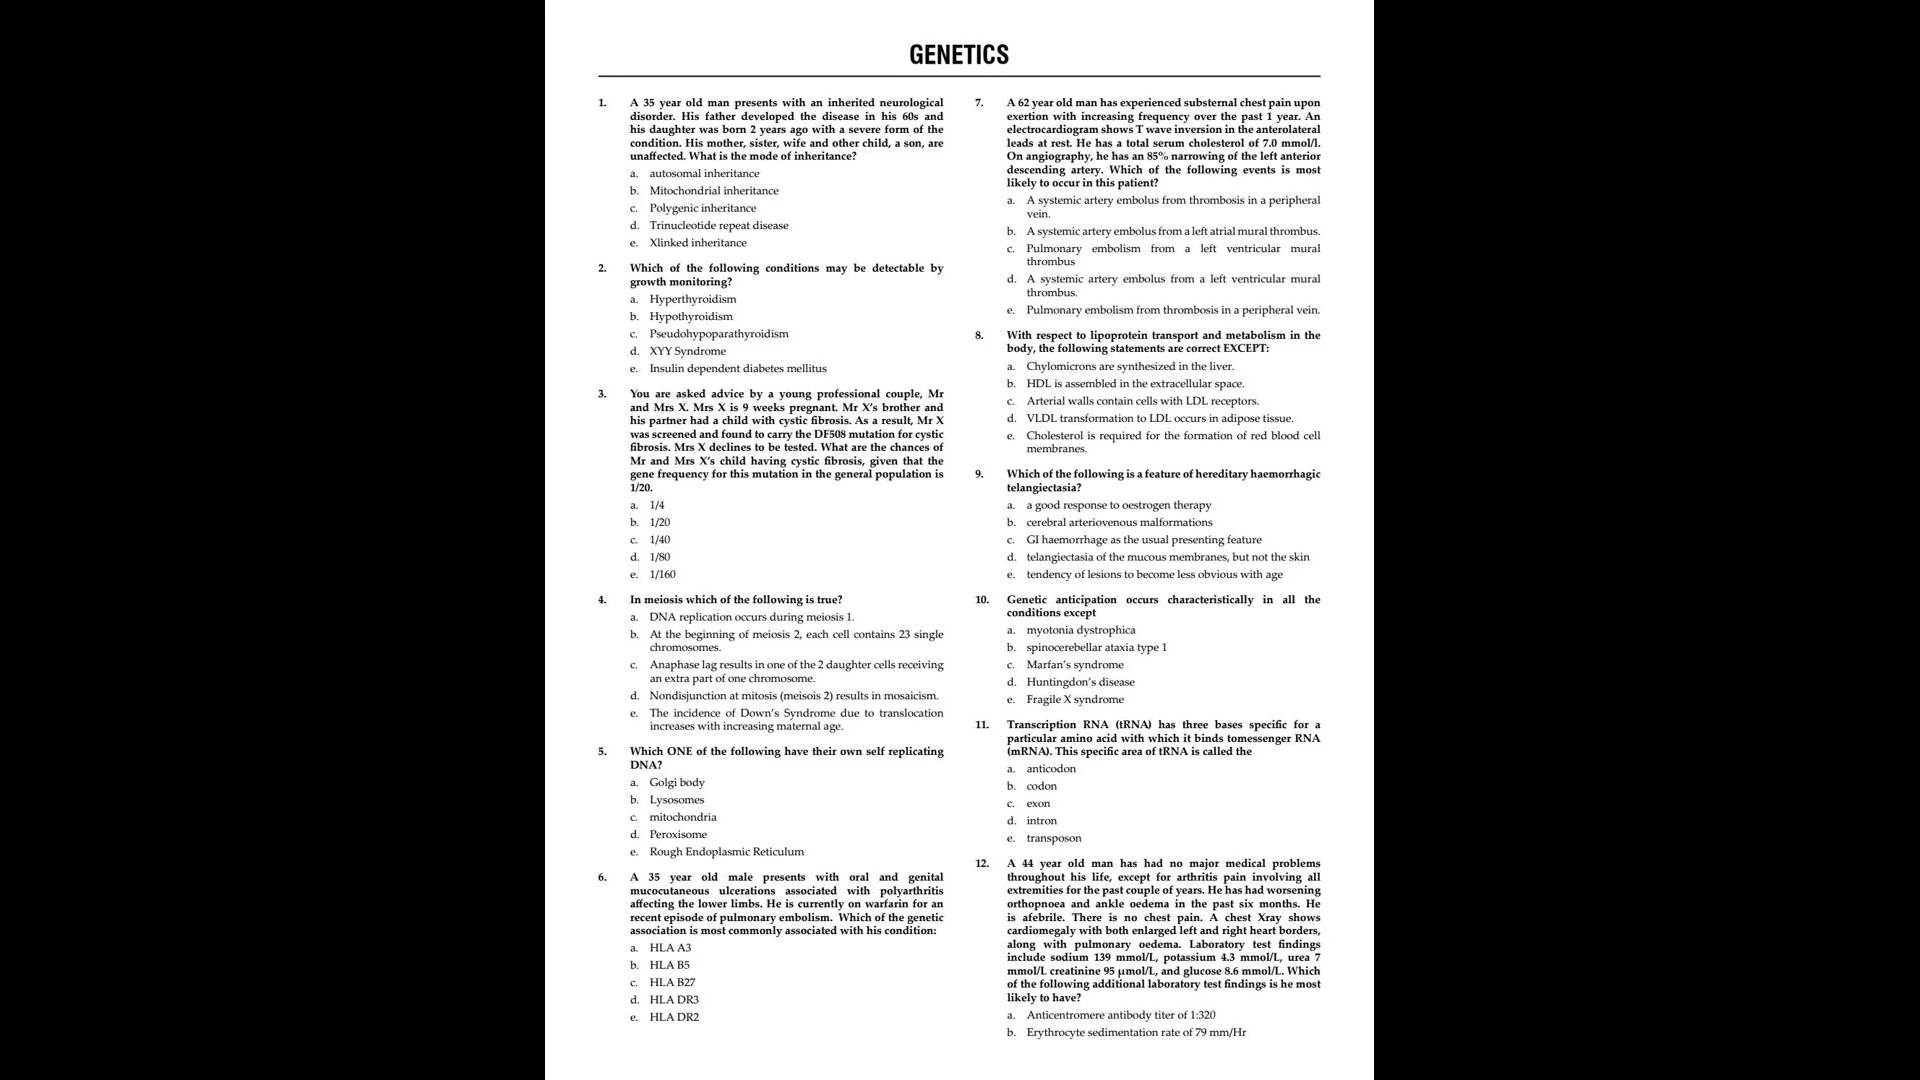 GENETICS
1. A 35 year old man presents with an inherited neurological
disorder. His father developed the disease in his 60s and
his daughter was born 2 years ago with a severe form of the
condition. His mother, sister, wife and other child, a son, are
unaffected. What is the mode of inheritance?
a. autosomal inheritance
b. Mitochondrial inheritance
c. Polygenic inheritance
d. Trinucleotide repeat disease
e. Xlinked inheritance
2. Which of the following conditions may be detectable by
growth monitoring?
a. Hyperthyroidism
b. Hypothyroidism
c. Pseudohypoparathyroidism
d. XYY Syndrome
e. Insulin dependent diabetes mellitus
3. You are asked advice by a young professional couple, Mr
and Mrs X. Mrs X is 9 weeks pregnant. Mr X's brother and
his partner had a child with cystic fibrosis. As a result, Mr X
was screened and found to carry the DF508 mutation for cystic
fibrosis. Mrs X declines to be tested. What are the chances of
Mr and Mrs X's child having cystic fibrosis, given that the
gene frequency for this mutation in the general population is
1/20.
a. 1/4
b. 1/20
c. 1/40
d. 1/80
e. 1/160
4. In meiosis which of the following is true?
a. DNA replication occurs during meiosis 1.
b. At the beginning of meiosis 2, each cell contains 23 single
chromosomes.
c. Anaphase lag results in one of the 2 daughter cells receiving
an extra part of one chromosome.
d. Nondisjunction at mitosis (meisois 2) results in mosaicism.
e. The incidence of Down's Syndrome due to translocation
increases with increasing maternal age.
5. Which ONE of the following have their own self replicating
DNA?
a. Golgi body
b. Lysosomes
c. mitochondria
d. Peroxisome
e. Rough Endoplasmic Reticulum
6. A 35 year old male presents with oral and genital
mucocutaneous ulcerations associated with polyarthritis
affecting the lower limbs. He is currently on warfarin for an
recent episode of pulmonary embolism. Which of the genetic
association is most commonly associated with his condition:
a. HLA A3
b. HLA B5
c. HLA B27
d. HLA DR3
e. HLA DR2
7. A 62 year old man has experienced substernal chest pain upon
exertion with increasing frequency over the past 1 year. An
electrocardiogram shows T wave inversion in the anterolateral
leads at rest. He has a total serum cholesterol of 7.0 mmol/l.
On angiography, he has an 85% narrowing of the left anterior
descending artery. Which of the following events is most
likely to occur in this patient?
a. A systemic artery embolus from thrombosis in a peripheral
vein.
b. A systemic artery embolus from a left atrial mural thrombus.
c. Pulmonary embolism from a left ventricular mural
thrombus
d. A systemic artery embolus from a left ventricular mural
thrombus.
e. Pulmonary embolism from thrombosis in a peripheral vein.
8. With respect to lipoprotein transport and metabolism in the
body, the following statements are correct EXCEPT:
a. Chylomicrons are synthesized in the liver.
b. HDL is assembled in the extracellular space.
c. Arterial walls contain cells with LDL receptors.
d. VLDL transformation to LDL occurs in adipose tissue.
e. Cholesterol is required for the formation of red blood cell
membranes.
9. Which of the following is a feature of hereditary haemorrhagic
telangiectasia?
a. a good response to oestrogen therapy
b. cerebral arteriovenous malformations
c. GI haemorrhage as the usual presenting feature
d. telangiectasia of the mucous membranes, but not the skin
e. tendency of lesions to become less obvious with age
10. Genetic anticipation occurs characteristically in all the
conditions except
a. myotonia dystrophica
b. spinocerebellar ataxia type 1
c. Marfan's syndrome
d. Huntingdon's disease
e. Fragile X syndrome
11. Transcription RNA (tRNA) has three bases specific for a
particular amino acid with which it binds tomessenger RNA
(mRNA). This specific area of tRNA is called the
a. anticodon
b. codon
c. exon
d. intron
e. transposon
12. A 44 year old man has had no major medical problems
throughout his life, except for arthritis pain involving all
extremities for the past couple of years. He has had worsening
orthopnoea and ankle oedema in the past six months. He
is afebrile. There is no chest pain. A chest Xray shows
cardiomegaly with both enlarged left and right heart borders,
along with pulmonary oedema. Laboratory test findings
include sodium 139 mmol/L, potassium 4.3 mmol/L, urea 7
mmol/L creatinine 95 µmol/L, and glucose 8.6 mmol/L. Which
of the following additional laboratory test findings is he most
likely to have?
a. Anticentromere antibody titer of 1:320
b. Erythrocyte sedimentation rate of 79 mm/Hr